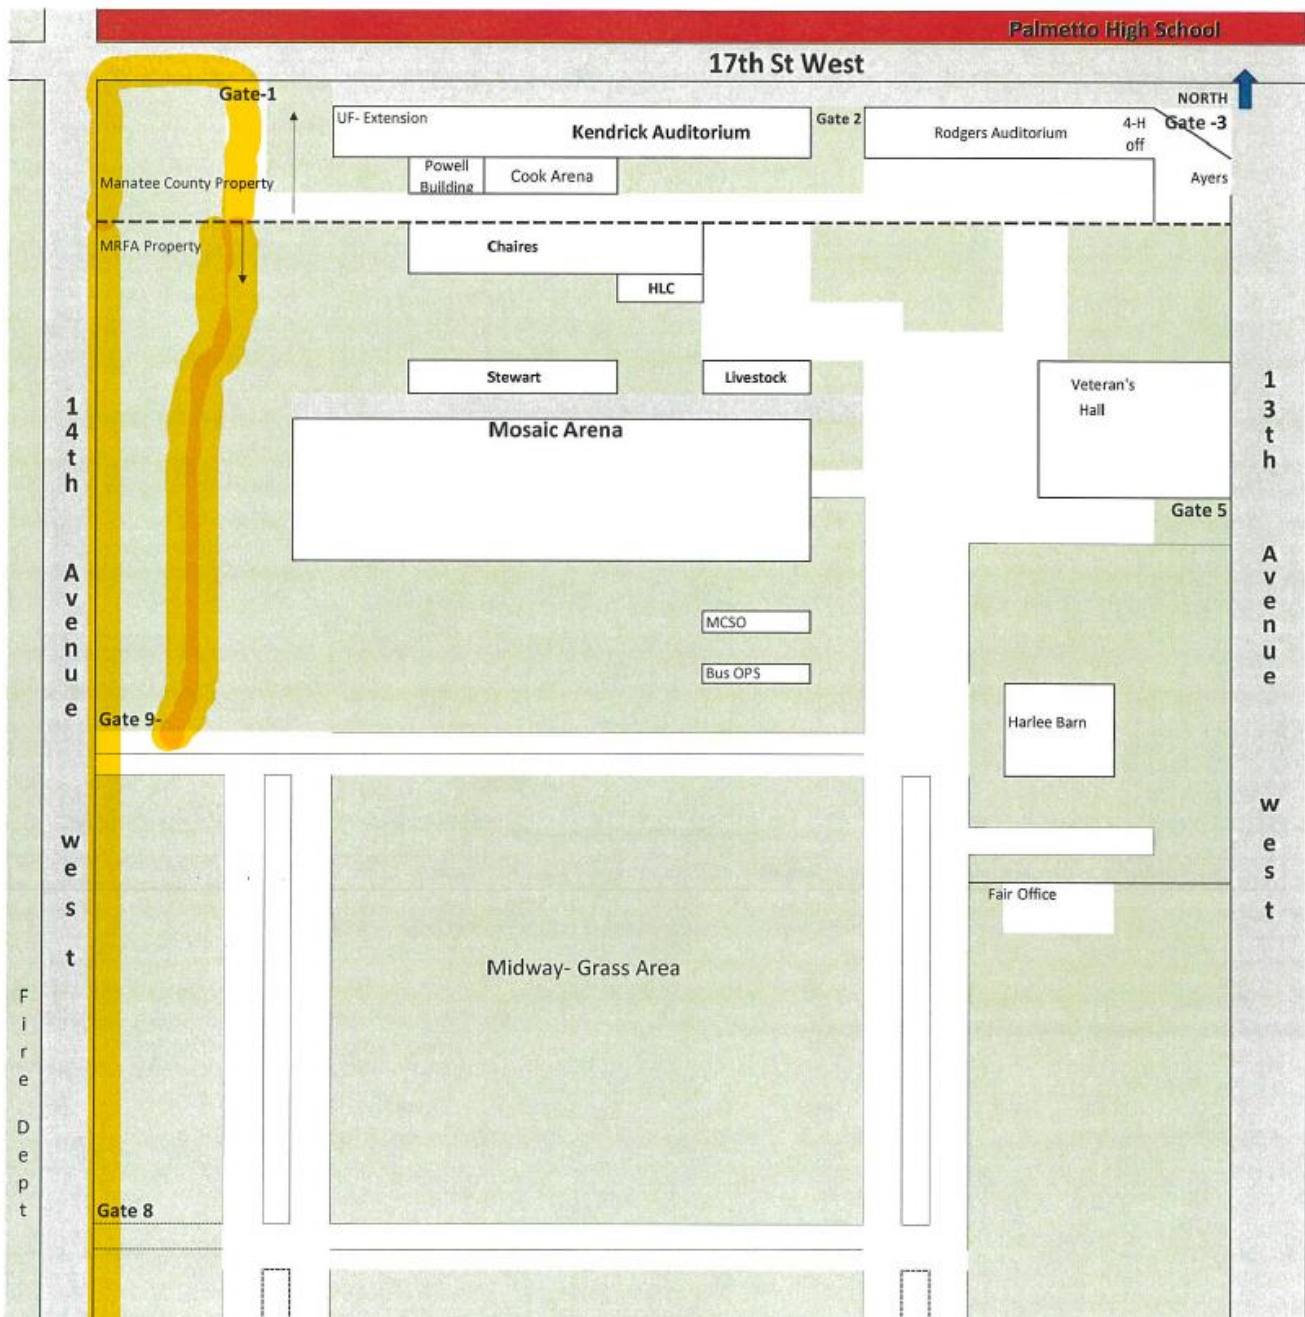 Palmetto High School
17th St West
Gate-1
NORTH
UF- Extension
Kendrick Auditorium
Gate 2
Rodgers Auditorium
4-H
off
Gate -3
Powell
Building
Cook Arena
Manatee County Property
Ayers
MRFA Property
Chaires
HLC
Stewart
Livestock
Veteran's
Hall
Mosaic Arena
14th Avenue west
13th Avenue west
Gate 5
MCSO
Bus OPS
Gate 9-
Harlee Barn
Fair Office
Midway- Grass Area
Fire Dept
Gate 8